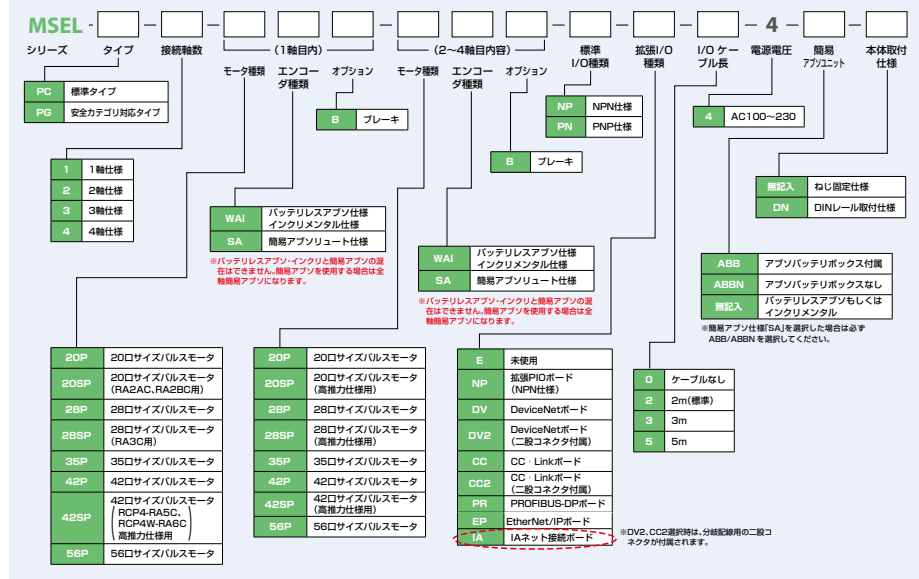 MSEL - － － － － 4 － －
シリーズ
タイプ
接続軸数
(1軸目内)
(2～4軸目内容)
標準
I/O種類
拡張I/O
種類
I/O ケー
ブル長
電源電圧
簡易
アブソユニット
本体取付
仕様
モータ種類
エンコー
ダ種類
オプション
モータ種類
エンコー
ダ種類
オプション
PC 標準タイプ
PG 安全カテゴリ対応タイプ
B ブレーキ
NP NPN仕様
PN PNP仕様
4 AC100～230
B ブレーキ
1 1軸仕様
2 2軸仕様
3 3軸仕様
4 4軸仕様
無記入 ねじ固定仕様
DN DINレール取付仕様
WAI バッテリレスアブソ仕様
インクリメンタル仕様
SA 簡易アブソリュート仕様
※バッテリレスアブソ・インクリと簡易アブソの混
在はできません。簡易アブソを使用する場合は全
軸簡易アブソになります。
WAI バッテリレスアブソ仕様
インクリメンタル仕様
SA 簡易アブソリュート仕様
※バッテリレスアブソ・インクリと簡易アブソの混
在はできません。簡易アブソを使用する場合は全
軸簡易アブソになります。
ABB アブソバッテリボックス付属
ABBN アブソバッテリボックスなし
無記入 バッテリレスアブソもしくは
インクリメンタル
※簡易アブソ仕様「SA」を選択した場合は必ず
ABB/ABBN を選択してください。
20P 20口サイズパルスモータ
20SP 20口サイズパルスモータ
(RA2AC、RA2BC用)
28P 28口サイズパルスモータ
28SP 28口サイズパルスモータ
(RA3C用)
35P 35口サイズパルスモータ
42P 42口サイズパルスモータ
42SP 42口サイズパルスモータ
(RCP4-RA5C、
RCP4W-RA6C
高推力仕様用)
56P 56口サイズパルスモータ
20P 20口サイズパルスモータ
20SP 20口サイズパルスモータ
(高推力仕様用)
28P 28口サイズパルスモータ
28SP 28口サイズパルスモータ
(高推力仕様用)
35P 35口サイズパルスモータ
42P 42口サイズパルスモータ
42SP 42口サイズパルスモータ
(高推力仕様用)
56P 56口サイズパルスモータ
E 未使用
NP 拡張PIOボード
(NPN仕様)
DV DeviceNetボード
DV2 DeviceNetボード
(二股コネクタ付属)
CC CC・Linkボード
CC2 CC・Linkボード
(二股コネクタ付属)
PR PROFIBUS-DPボード
EP EtherNet/IPボード
IA IAネット接続ボード
※DV2、CC2選択時は、分岐配線用の二股コ
ネクタが付属されます。
0 ケーブルなし
2 2m(標準)
3 3m
5 5m